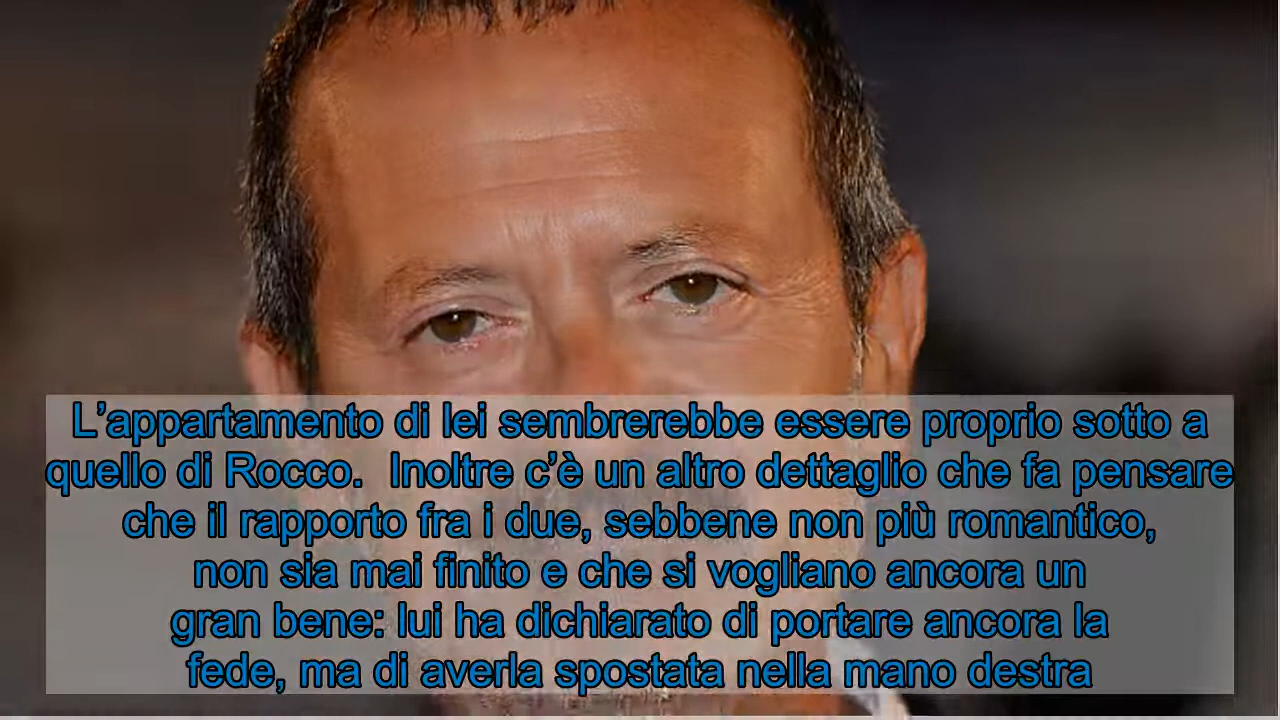 L’appartamento di lei sembrerebbe essere proprio sotto a
quello di Rocco.  Inoltre c’è un altro dettaglio che fa pensare
che il rapporto fra i due, sebbene non più romantico,
non sia mai finito e che si vogliano ancora un
gran bene: lui ha dichiarato di portare ancora la
fede, ma di averla spostata nella mano destra